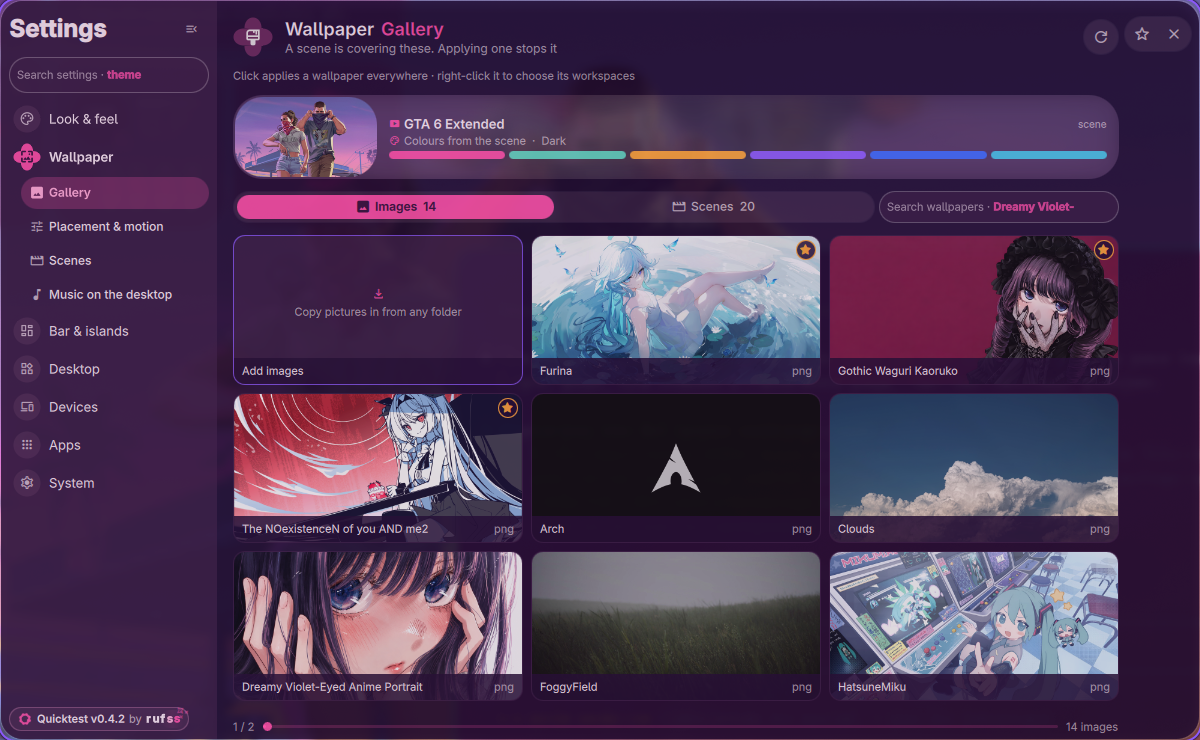 Settings
Search settings · theme
Look & feel
Wallpaper
Gallery
Placement & motion
Scenes
Music on the desktop
Bar & islands
Desktop
Devices
Apps
System
Quicktest v0.4.2 by rufss
Wallpaper Gallery
A scene is covering these. Applying one stops it
Click applies a wallpaper everywhere · right-click it to choose its workspaces
GTA 6 Extended
Colours from the scene · Dark
scene
Images 14
Scenes 20
Search wallpapers · Dreamy Violet-
Copy pictures in from any folder
Add images
Furina png
Gothic Waguri Kaoruko png
The NOexistenceN of you AND me2 png
Arch png
Clouds png
Dreamy Violet-Eyed Anime Portrait png
FoggyField png
HatsuneMiku png
1 / 2
14 images